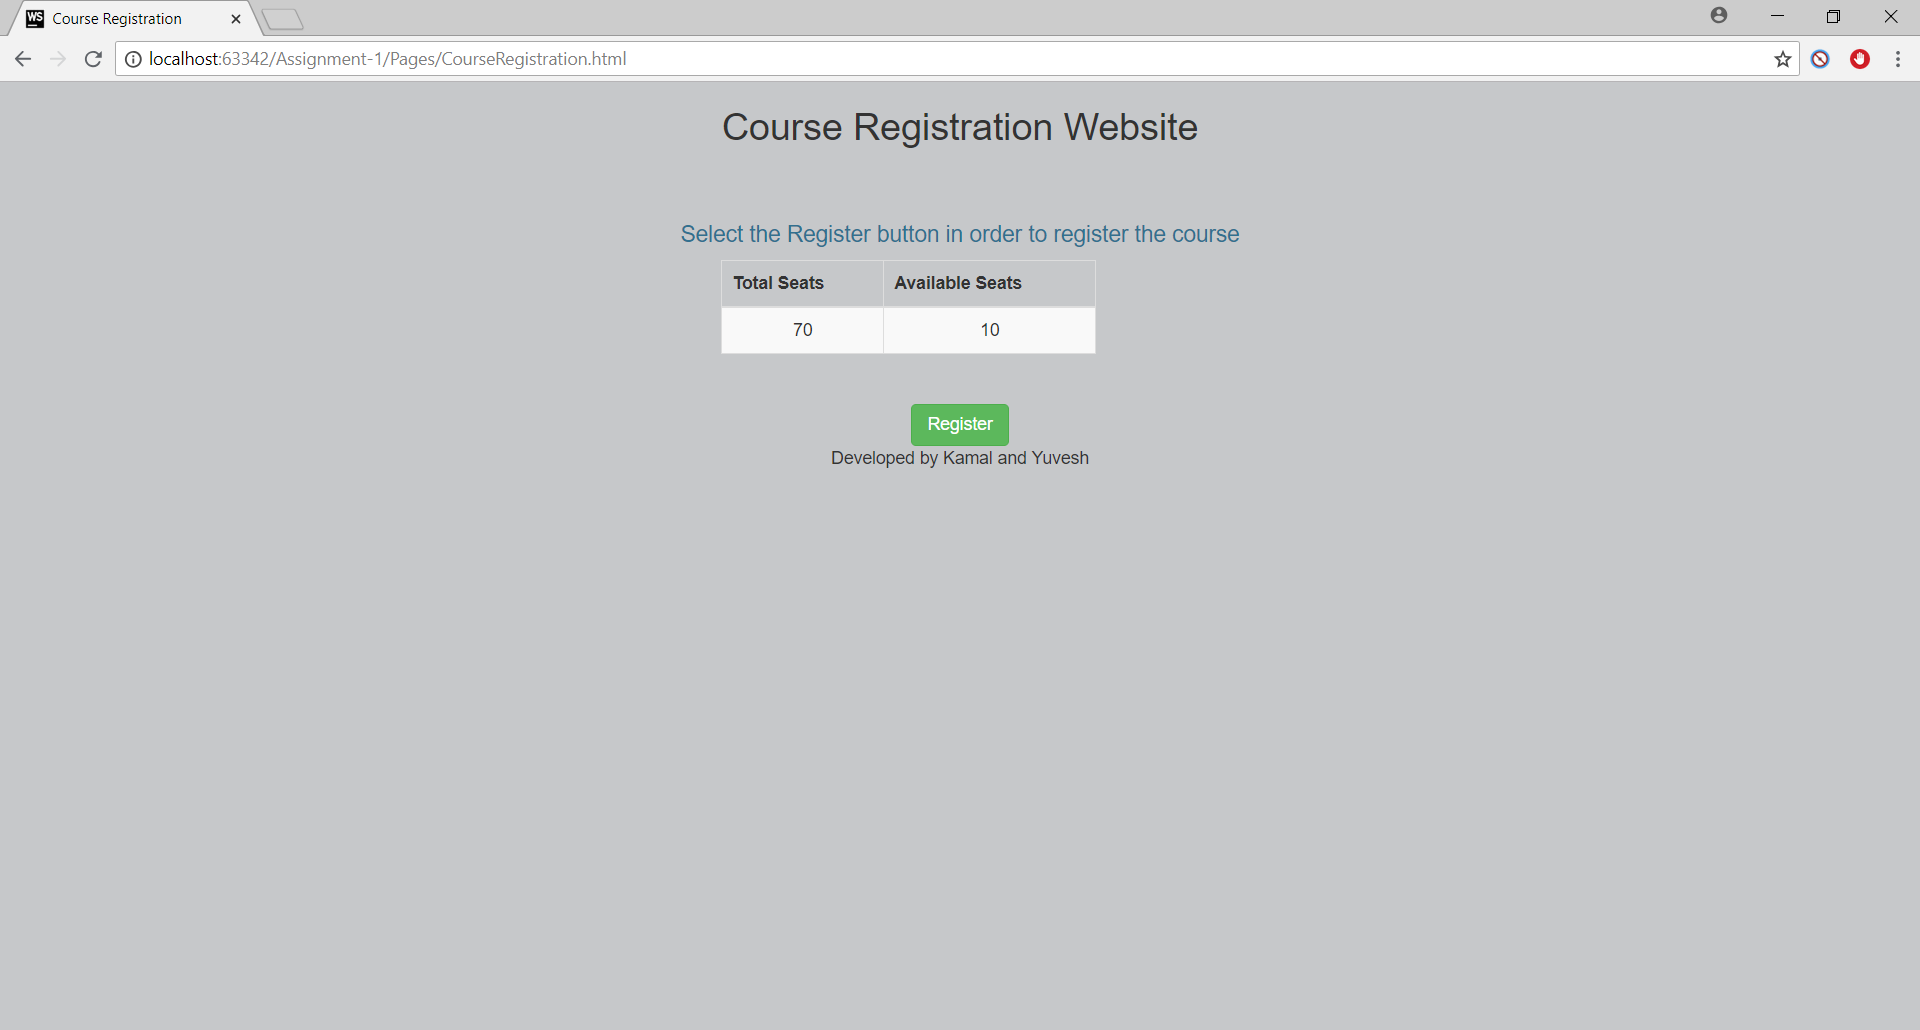 WS Course Registration
localhost:63342/Assignment-1/Pages/CourseRegistration.html
Course Registration Website
Select the Register button in order to register the course
Total Seats Available Seats
70 10
Register
Developed by Kamal and Yuvesh